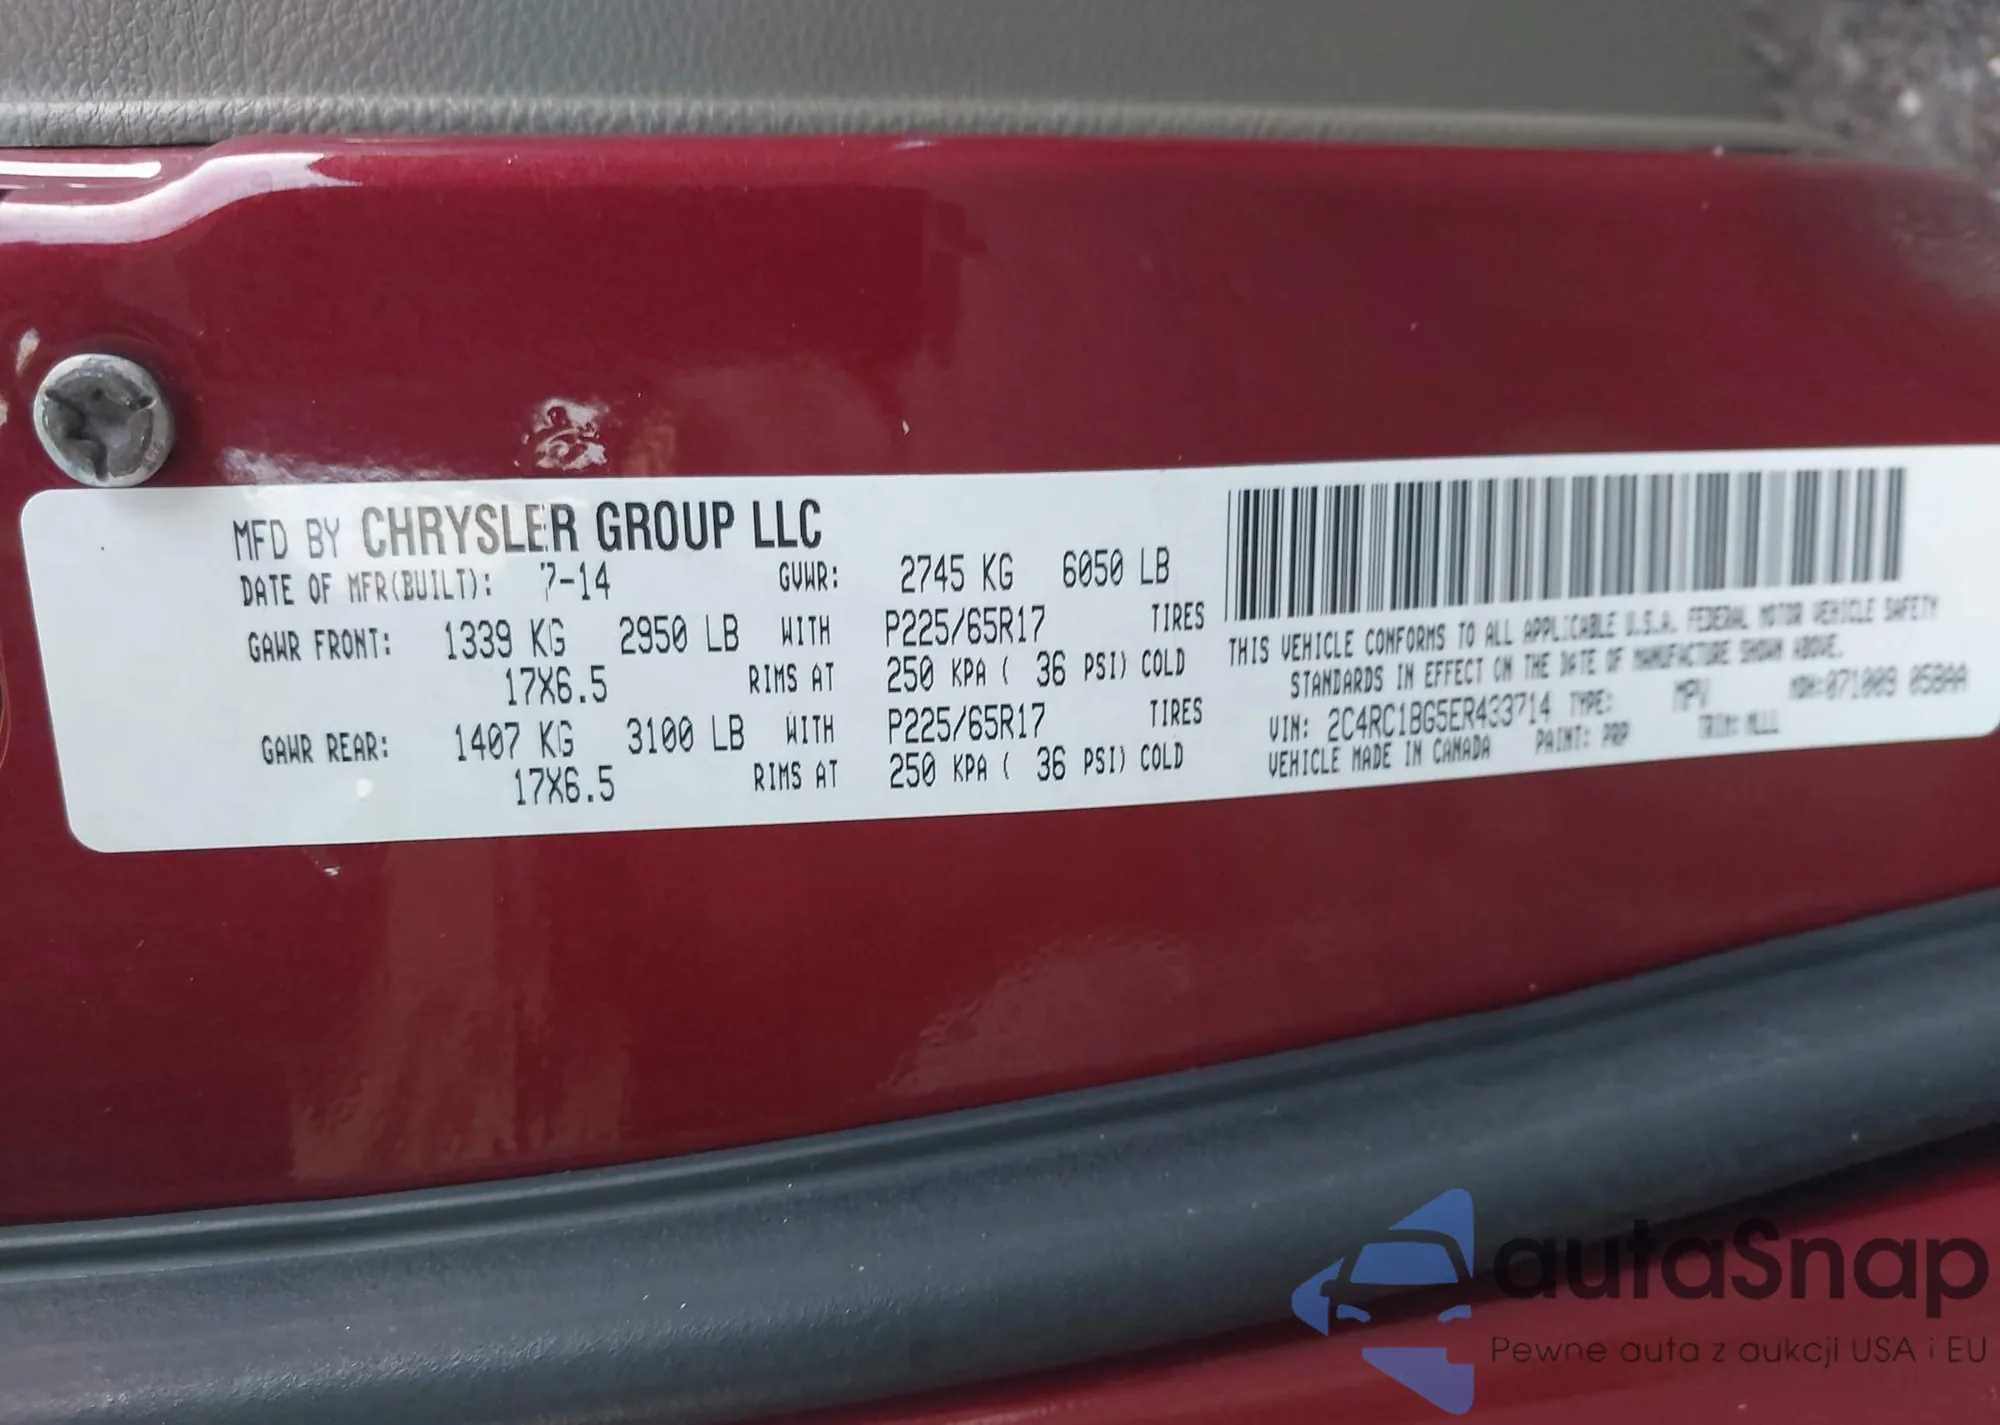 MFD BY CHRYSLER GROUP LLC
DATE OF MFR(BUILT): 7-14 GVWR: 2745 KG 6050 LB
GAWR FRONT: 1339 KG 2950 LB WITH P225/65R17 TIRES
17X6.5 RIMS AT 250 KPA ( 36 PSI) COLD
GAWR REAR: 1407 KG 3100 LB WITH P225/65R17 TIRES
17X6.5 RIMS AT 250 KPA ( 36 PSI) COLD
THIS VEHICLE CONFORMS TO ALL APPLICABLE U.S.A. FEDERAL MOTOR VEHICLE SAFETY
STANDARDS IN EFFECT ON THE DATE OF MANUFACTURE SHOWN ABOVE.
VIN: 2C4RC1BG5ER433714 TYPE: MPV MDH:071009 058AA
VEHICLE MADE IN CANADA PAINT: PRP TRIM:
autaSnap
Pewne auta z aukcji USA i EU